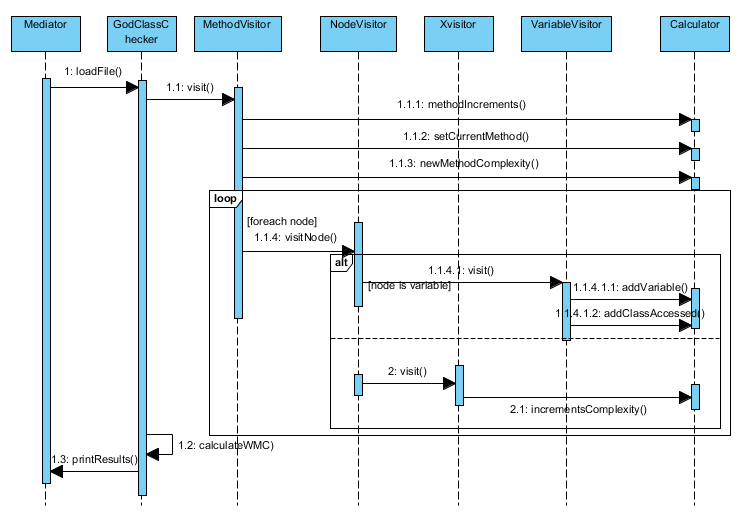 Mediator
GodClassC
hecker
MethodVisitor
NodeVisitor
Xvisitor
VariableVisitor
Calculator
1: loadFile()
1.1: visit()
1.1.1: methodIncrements()
1.1.2: setCurrentMethod()
1.1.3: newMethodComplexity()
loop
[foreach node]
1.1.4: visitNode()
alt
1.1.4.1: visit()
[node is variable]
1.1.4.1.1: addVariable()
1.1.4.1.2: addClassAccessed()
2: visit()
2.1: incrementsComplexity()
1.2: calculateWMC)
1.3: printResults()